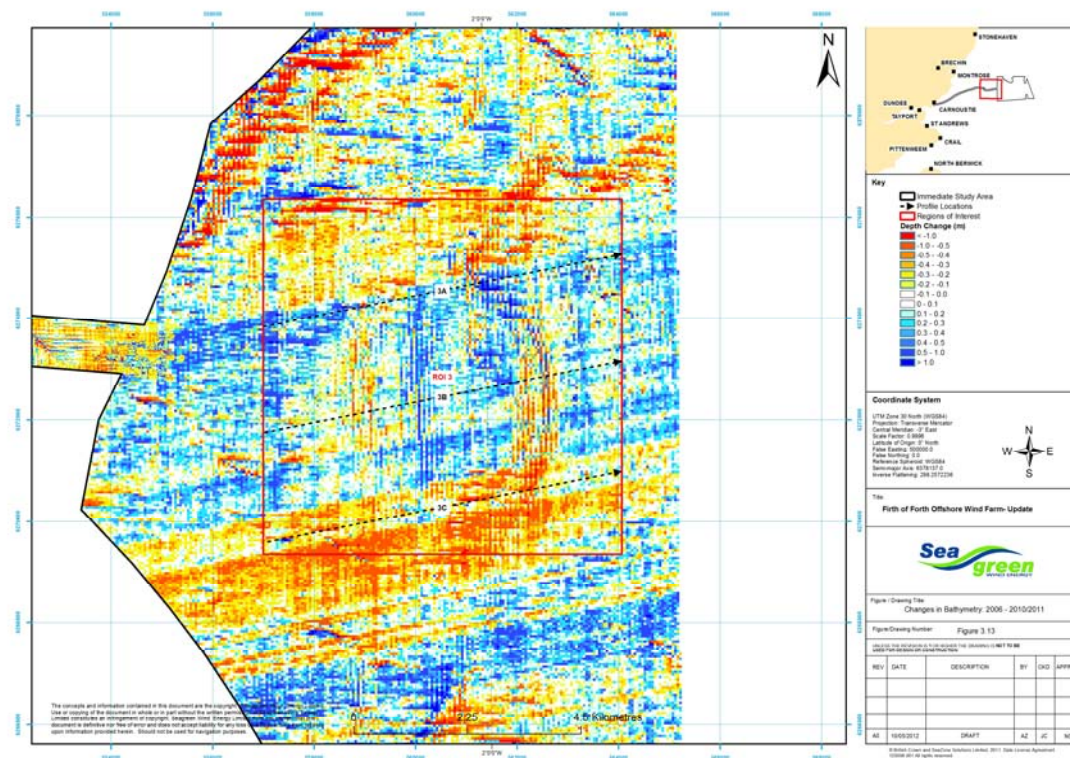 2°0'0"W
N
3A
ROI 3
3B
3C
0 2.25 4.5 Kilometres
2°0'0"W
STONEHAVEN
BRECHIN
MONTROSE
DUNDEE
CARNOUSTIE
TAYPORT
ST ANDREWS
CRAIL
PITTENWEEM
NORTH BERWICK
Key
Immediate Study Area
Profile Locations
Regions of Interest
Depth Change (m)
< -1.0
-1.0 - -0.5
-0.5 - -0.4
-0.4 - -0.3
-0.3 - -0.2
-0.2 - -0.1
-0.1 - 0.0
0 - 0.1
0.1 - 0.2
0.2 - 0.3
0.3 - 0.4
0.4 - 0.5
0.5 - 1.0
> 1.0
Coordinate System
UTM Zone 30 North (WGS84)
Projection: Transverse Mercator
Central Meridian: -3° East
Scale Factor: 0.9996
Latitude of Origin: 0° North
False Easting: 500000.0
False Northing: 0.0
Reference Spheroid: WGS84
Semi-major Axis: 6378137.0
N
W E
S
Title:
Firth of Forth Offshore Wind Farm- Update
Sea
green
WIND ENERGY
Figure / Drawing Title:
Changes in Bathymetry: 2006 - 2010/2011
Figure/Drawing Number: Figure 3.13
REV DATE DESCRIPTION BY CKD
10/05/2012 DRAFT AZ JC